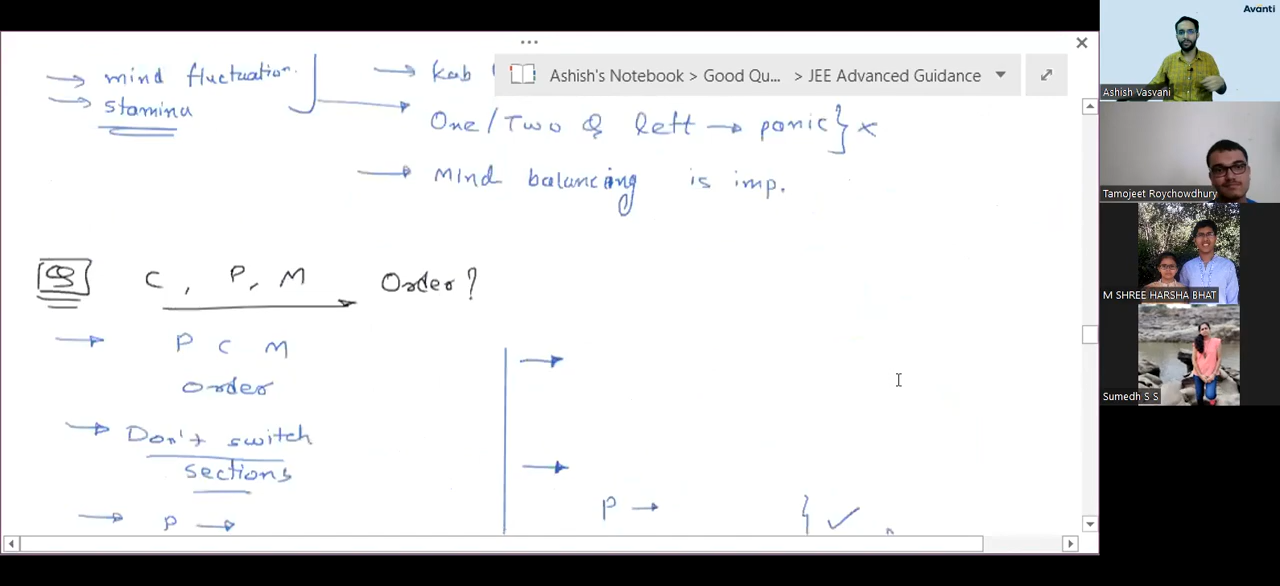 Avanti
→ mind fluctuation.
→ stamina
→ kab
Ashish's Notebook > Good Qu... > JEE Advanced Guidance
One/Two Q left → panic} ×
→ Mind balancing is imp.
Q C, P, M Order?
→ P C M
order
→ Don't switch
sections
→ P →
→
→
P → } ✓
Ashish Vasvani
Tamojeet Roychowdhury
M SHREE HARSHA BHAT
Sumedh S S